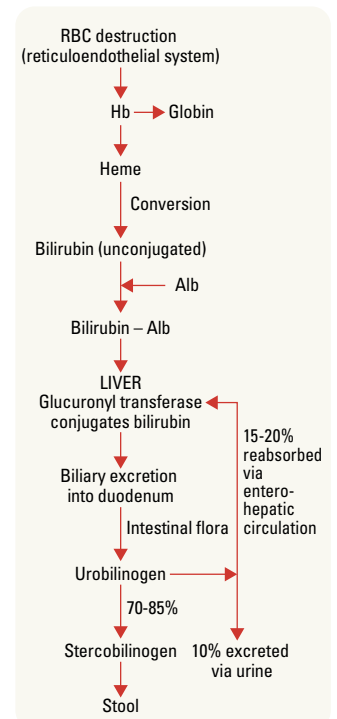 RBC destruction
(reticuloendothelial system)
Hb Globin
Heme
Conversion
Bilirubin (unconjugated)
Alb
Bilirubin – Alb
LIVER
Glucuronyl transferase
conjugates bilirubin
15-20%
reabsorbed
via
entero-
hepatic
circulation
Biliary excretion
into duodenum
Intestinal flora
Urobilinogen
70-85%
Stercobilinogen
10% excreted
via urine
Stool